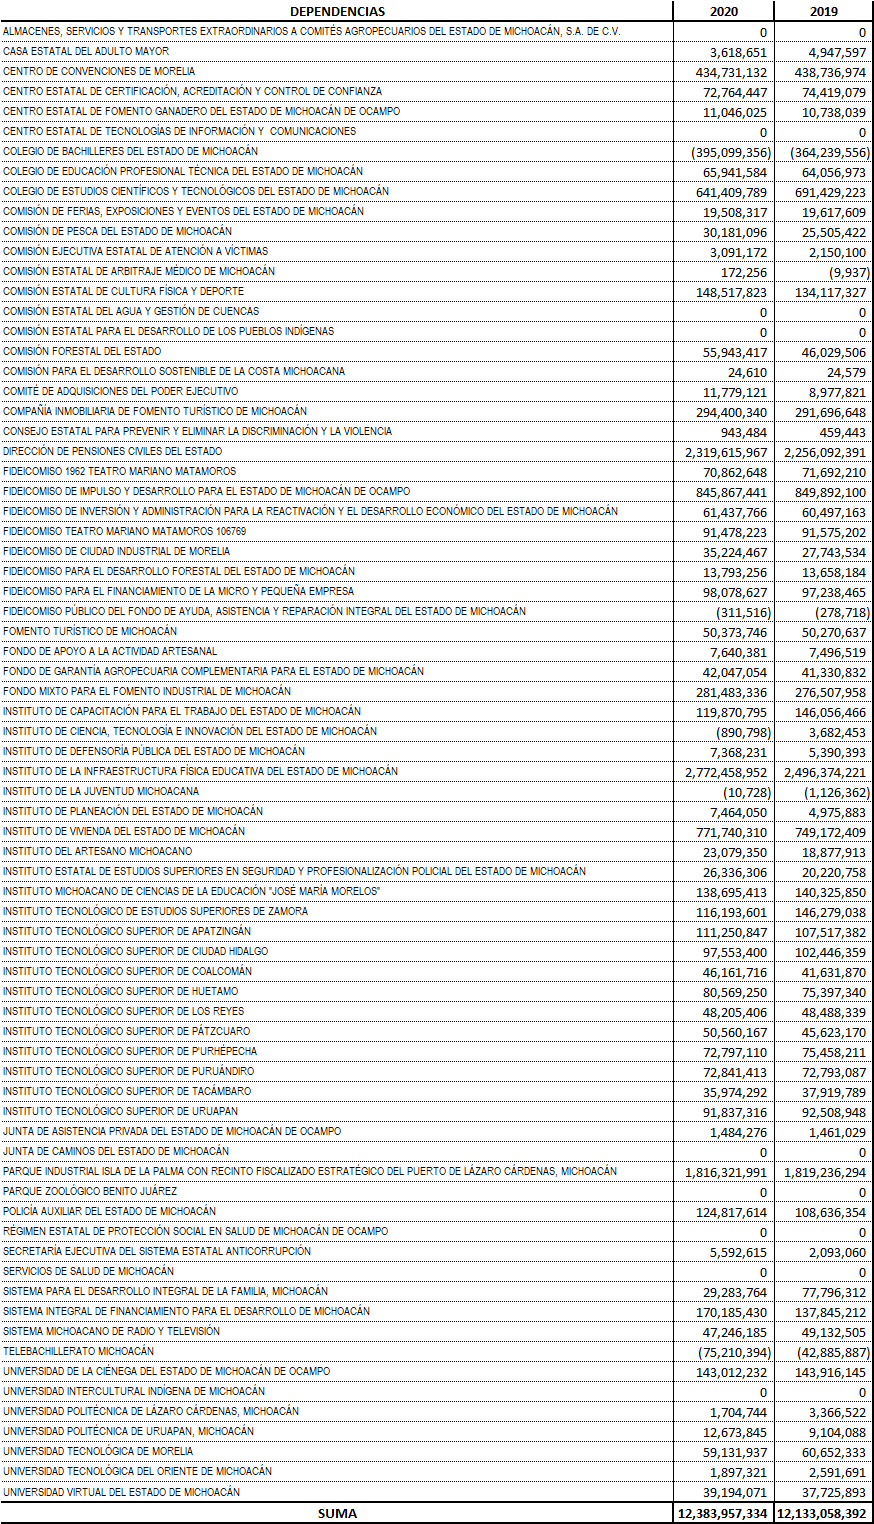 DEPENDENCIAS 2020 2019
ALMACENES, SERVICIOS Y TRANSPORTES EXTRAORDINARIOS A COMITÉS AGROPECUARIOS DEL ESTADO DE MICHOACÁN, S.A. DE C.V. 0 0
CASA ESTATAL DEL ADULTO MAYOR 3,618,651 4,947,597
CENTRO DE CONVENCIONES DE MORELIA 434,731,132 438,736,974
CENTRO ESTATAL DE CERTIFICACIÓN, ACREDITACIÓN Y CONTROL DE CONFIANZA 72,764,447 74,419,079
CENTRO ESTATAL DE FOMENTO GANADERO DEL ESTADO DE MICHOACÁN DE OCAMPO 11,046,025 10,738,039
CENTRO ESTATAL DE TECNOLOGÍAS DE INFORMACIÓN Y COMUNICACIONES 0 0
COLEGIO DE BACHILLERES DEL ESTADO DE MICHOACÁN (395,099,356) (364,239,556)
COLEGIO DE EDUCACIÓN PROFESIONAL TÉCNICA DEL ESTADO DE MICHOACÁN 65,941,584 64,056,973
COLEGIO DE ESTUDIOS CIENTÍFICOS Y TECNOLÓGICOS DEL ESTADO DE MICHOACÁN 641,409,789 691,429,223
COMISIÓN DE FERIAS, EXPOSICIONES Y EVENTOS DEL ESTADO DE MICHOACÁN 19,508,317 19,617,609
COMISIÓN DE PESCA DEL ESTADO DE MICHOACÁN 30,181,096 25,505,422
COMISIÓN EJECUTIVA ESTATAL DE ATENCIÓN A VÍCTIMAS 3,091,172 2,150,100
COMISIÓN ESTATAL DE ARBITRAJE MÉDICO DE MICHOACÁN 172,256 (9,937)
COMISIÓN ESTATAL DE CULTURA FÍSICA Y DEPORTE 148,517,823 134,117,327
COMISIÓN ESTATAL DEL AGUA Y GESTIÓN DE CUENCAS 0 0
COMISIÓN ESTATAL PARA EL DESARROLLO DE LOS PUEBLOS INDÍGENAS 0 0
COMISIÓN FORESTAL DEL ESTADO 55,943,417 46,029,506
COMISIÓN PARA EL DESARROLLO SOSTENIBLE DE LA COSTA MICHOACANA 24,610 24,579
COMITÉ DE ADQUISICIONES DEL PODER EJECUTIVO 11,779,121 8,977,821
COMPAÑÍA INMOBILIARIA DE FOMENTO TURÍSTICO DE MICHOACÁN 294,400,340 291,696,648
CONSEJO ESTATAL PARA PREVENIR Y ELIMINAR LA DISCRIMINACIÓN Y LA VIOLENCIA 943,484 459,443
DIRECCIÓN DE PENSIONES CIVILES DEL ESTADO 2,319,615,967 2,256,092,391
FIDEICOMISO 1962 TEATRO MARIANO MATAMOROS 70,862,648 71,692,210
FIDEICOMISO DE IMPULSO Y DESARROLLO PARA EL ESTADO DE MICHOACÁN DE OCAMPO 845,867,441 849,892,100
FIDEICOMISO DE INVERSIÓN Y ADMINISTRACIÓN PARA LA REACTIVACIÓN Y EL DESARROLLO ECONÓMICO DEL ESTADO DE MICHOACÁN 61,437,766 60,497,163
FIDEICOMISO TEATRO MARIANO MATAMOROS 106769 91,478,223 91,575,202
FIDEICOMISO DE CIUDAD INDUSTRIAL DE MORELIA 35,224,467 27,743,534
FIDEICOMISO PARA EL DESARROLLO FORESTAL DEL ESTADO DE MICHOACÁN 13,793,256 13,658,184
FIDEICOMISO PARA EL FINANCIAMIENTO DE LA MICRO Y PEQUEÑA EMPRESA 98,078,627 97,238,465
FIDEICOMISO PÚBLICO DEL FONDO DE AYUDA, ASISTENCIA Y REPARACIÓN INTEGRAL DEL ESTADO DE MICHOACÁN (311,516) (278,718)
FOMENTO TURÍSTICO DE MICHOACÁN 50,373,746 50,270,637
FONDO DE APOYO A LA ACTIVIDAD ARTESANAL 7,640,381 7,496,519
FONDO DE GARANTÍA AGROPECUARIA COMPLEMENTARIA PARA EL ESTADO DE MICHOACÁN 42,047,054 41,330,832
FONDO MIXTO PARA EL FOMENTO INDUSTRIAL DE MICHOACÁN 281,483,336 276,507,958
INSTITUTO DE CAPACITACIÓN PARA EL TRABAJO DEL ESTADO DE MICHOACÁN 119,870,795 146,056,466
INSTITUTO DE CIENCIA, TECNOLOGÍA E INNOVACIÓN DEL ESTADO DE MICHOACÁN (890,798) 3,682,453
INSTITUTO DE DEFENSORÍA PÚBLICA DEL ESTADO DE MICHOACÁN 7,368,231 5,390,393
INSTITUTO DE LA INFRAESTRUCTURA FÍSICA EDUCATIVA DEL ESTADO DE MICHOACÁN 2,772,458,952 2,496,374,221
INSTITUTO DE LA JUVENTUD MICHOACANA (10,728) (1,126,362)
INSTITUTO DE PLANEACIÓN DEL ESTADO DE MICHOACÁN 7,464,050 4,975,883
INSTITUTO DE VIVIENDA DEL ESTADO DE MICHOACÁN 771,740,310 749,172,409
INSTITUTO DEL ARTESANO MICHOACANO 23,079,350 18,877,913
INSTITUTO ESTATAL DE ESTUDIOS SUPERIORES EN SEGURIDAD Y PROFESIONALIZACIÓN POLICIAL DEL ESTADO DE MICHOACÁN 26,336,306 20,220,758
INSTITUTO MICHOACANO DE CIENCIAS DE LA EDUCACIÓN "JOSÉ MARÍA MORELOS" 138,695,413 140,325,850
INSTITUTO TECNOLÓGICO DE ESTUDIOS SUPERIORES DE ZAMORA 116,193,601 146,279,038
INSTITUTO TECNOLÓGICO SUPERIOR DE APATZINGÁN 111,250,847 107,517,382
INSTITUTO TECNOLÓGICO SUPERIOR DE CIUDAD HIDALGO 97,553,400 102,446,359
INSTITUTO TECNOLÓGICO SUPERIOR DE COALCOMÁN 46,161,716 41,631,870
INSTITUTO TECNOLÓGICO SUPERIOR DE HUETAMO 80,569,250 75,397,340
INSTITUTO TECNOLÓGICO SUPERIOR DE LOS REYES 48,205,406 48,488,339
INSTITUTO TECNOLÓGICO SUPERIOR DE PÁTZCUARO 50,560,167 45,623,170
INSTITUTO TECNOLÓGICO SUPERIOR DE P'URHÉPECHA 72,797,110 75,458,211
INSTITUTO TECNOLÓGICO SUPERIOR DE PURUÁNDIRO 72,841,413 72,793,087
INSTITUTO TECNOLÓGICO SUPERIOR DE TACÁMBARO 35,974,292 37,919,789
INSTITUTO TECNOLÓGICO SUPERIOR DE URUAPAN 91,837,316 92,508,948
JUNTA DE ASISTENCIA PRIVADA DEL ESTADO DE MICHOACÁN DE OCAMPO 1,484,276 1,461,029
JUNTA DE CAMINOS DEL ESTADO DE MICHOACÁN 0 0
PARQUE INDUSTRIAL ISLA DE LA PALMA CON RECINTO FISCALIZADO ESTRATÉGICO DEL PUERTO DE LÁZARO CÁRDENAS, MICHOACÁN 1,816,321,991 1,819,236,294
PARQUE ZOOLÓGICO BENITO JUÁREZ 0 0
POLICÍA AUXILIAR DEL ESTADO DE MICHOACÁN 124,817,614 108,636,354
RÉGIMEN ESTATAL DE PROTECCIÓN SOCIAL EN SALUD DE MICHOACÁN DE OCAMPO 0 0
SECRETARÍA EJECUTIVA DEL SISTEMA ESTATAL ANTICORRUPCIÓN 5,592,615 2,093,060
SERVICIOS DE SALUD DE MICHOACÁN 0 0
SISTEMA PARA EL DESARROLLO INTEGRAL DE LA FAMILIA, MICHOACÁN 29,283,764 77,796,312
SISTEMA INTEGRAL DE FINANCIAMIENTO PARA EL DESARROLLO DE MICHOACÁN 170,185,430 137,845,212
SISTEMA MICHOACANO DE RADIO Y TELEVISIÓN 47,246,185 49,132,505
TELEBACHILLERATO MICHOACÁN (75,210,394) (42,885,887)
UNIVERSIDAD DE LA CIÉNEGA DEL ESTADO DE MICHOACÁN DE OCAMPO 143,012,232 143,916,145
UNIVERSIDAD INTERCULTURAL INDÍGENA DE MICHOACÁN 0 0
UNIVERSIDAD POLITÉCNICA DE LÁZARO CÁRDENAS, MICHOACÁN 1,704,744 3,366,522
UNIVERSIDAD POLITÉCNICA DE URUAPAN, MICHOACÁN 12,673,845 9,104,088
UNIVERSIDAD TECNOLÓGICA DE MORELIA 59,131,937 60,652,333
UNIVERSIDAD TECNOLÓGICA DEL ORIENTE DE MICHOACÁN 1,897,321 2,591,691
UNIVERSIDAD VIRTUAL DEL ESTADO DE MICHOACÁN 39,194,071 37,725,893
SUMA 12,383,957,334 12,133,058,392